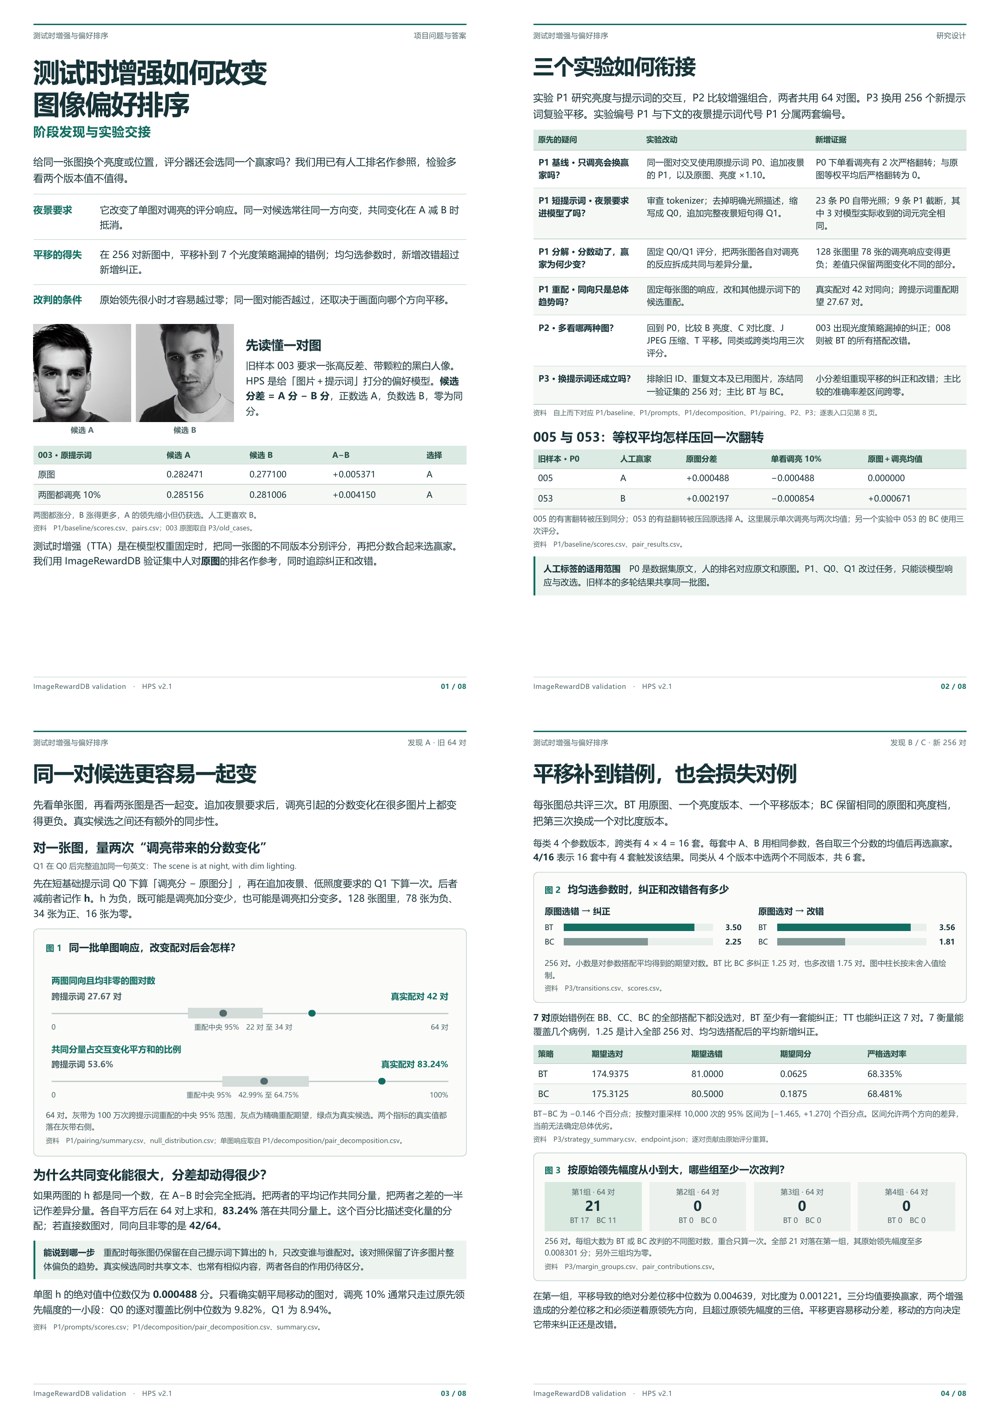 测试时增强与偏好排序
项目问题与答案
测试时增强如何改变
图像偏好排序
阶段发现与实验交接
给同一张图换个亮度或位置，评分器还会选同一个赢家吗？我们用已有人工排名作参照，检验多
看两个版本值不值得。
夜景要求
它改变了单图对调亮的评分响应。同一对候选常往同一方向变，共同变化在 A 减 B 时
抵消。
平移的得失
在 256 对新图中，平移补到 7 个光度策略漏掉的错例；均匀选参数时，新增改错超过
新增纠正。
改判的条件
原始领先很小时才容易越过零；同一图对能否越过，还取决于画面向哪个方向平移。
候选 A
候选 B
先读懂一对图
旧样本 003 要求一张高反差、带颗粒的黑白人像。
HPS 是给「图片＋提示词」打分的偏好模型。候选
分差 = A 分 − B 分，正数选 A，负数选 B，零为同
分。
003 · 原提示词 候选 A 候选 B A−B 选择
原图 0.282471 0.277100 +0.005371 A
两图都调亮 10% 0.285156 0.281006 +0.004150 A
两图都涨分，B 涨得更多，A 的领先缩小但仍获选。人工更喜欢 B。
资料 P1/baseline/scores.csv、pairs.csv；003 原图取自 P3/old_cases。
测试时增强（TTA）是在模型权重固定时，把同一张图的不同版本分别评分，再把分数合起来选赢家。
我们用 ImageRewardDB 验证集中人对原图的排名作参考，同时追踪纠正和改错。
ImageRewardDB validation · HPS v2.1
01 / 08
测试时增强与偏好排序
研究设计
三个实验如何衔接
实验 P1 研究亮度与提示词的交互，P2 比较增强组合，两者共用 64 对图。P3 换用 256 个新提示
词复验平移。实验编号 P1 与下文的夜景提示词代号 P1 分属两套编号。
原先的疑问 实验改动 新增证据
P1 基线 · 只调亮会换赢
家吗？
同一图对交叉使用原提示词 P0、追加夜景
的 P1，以及原图、亮度 ×1.10。
P0 下单看调亮有 2 次严格翻转；与原
图等权平均后严格翻转为 0。
P1 短提示词 · 夜景要求
进模型了吗？
审查 tokenizer；去掉明确光照描述，缩
写成 Q0，追加完整夜景短句得 Q1。
23 条 P0 自带光照；9 条 P1 截断，其
中 3 对模型实际收到的词元完全相
同。
P1 分解 · 分数动了，赢
家为何少变？
固定 Q0/Q1 评分，把两张图各自对调亮
的反应拆成共同与差异分量。
128 张图里 78 张的调亮响应变得更
负；差值只保留两图变化不同的部分。
P1 重配 · 同向只是总体
趋势吗？
固定每张图的响应，改和其他提示词下的
候选重配。
真实配对 42 对同向；跨提示词重配期
望 27.67 对。
P2 · 多看哪两种图？
回到 P0，比较 B 亮度、C 对比度、J
JPEG 压缩、T 平移。同类或跨类均用三次
评分。
003 出现光度策略漏掉的纠正；008
则被 BT 的所有搭配改错。
P3 · 换提示词还成立吗？
排除旧 ID、重复文本及已用图片，冻结同
一验证集的 256 对；主比 BT 与 BC。
小分差组重现平移的纠正和改错；主比
较的准确率差区间跨零。
资料 自上而下对应 P1/baseline、P1/prompts、P1/decomposition、P1/pairing、P2、P3；逐表入口见第 8 页。
005 与 053：等权平均怎样压回一次翻转
旧样本 · P0 人工赢家 原图分差 单看调亮 10% 原图＋调亮均值
005 A +0.000488 −0.000488 0.000000
053 B +0.002197 −0.000854 +0.000671
005 的有害翻转被压到同分；053 的有益翻转被压回原选择 A。这里展示单次调亮与两次均值；另一个实验中 053 的 BC 使用三
次评分。
资料 P1/baseline/scores.csv、pair_results.csv。
人工标签的适用范围 P0 是数据集原文，人的排名对应原文和原图。P1、Q0、Q1 改过任务，只能谈模型响
应与改选。旧样本的多轮结果共享同一批图。
ImageRewardDB validation · HPS v2.1
02 / 08
测试时增强与偏好排序
发现 A · 旧 64 对
同一对候选更容易一起变
先看单张图，再看两张图是否一起变。追加夜景要求后，调亮引起的分数变化在很多图片上都变
得更负。真实候选之间还有额外的同步性。
对一张图，量两次“调亮带来的分数变化”
Q1 在 Q0 后完整追加同一句英文：The scene is at night, with dim lighting.
先在短基础提示词 Q0 下算「调亮分 − 原图分」，再在追加夜景、低照度要求的 Q1 下算一次。后者
减前者记作 h。h 为负，既可能是调亮加分变少，也可能是调亮扣分变多。128 张图里，78 张为负、
34 张为正、16 张为零。
图 1 同一批单图响应，改变配对后会怎样？
两图同向且均非零的图对数
跨提示词 27.67 对
真实配对 42 对
0 重配中央 95% 22 对 至 34 对 64 对
共同分量占交互变化平方和的比例
跨提示词 53.6%
真实配对 83.24%
0 重配中央 95% 42.99% 至 64.75% 100%
64 对。灰带为 100 万次跨提示词重配的中央 95% 范围，灰点为精确重配期望，绿点为真实候选。两个指标的真实值都
落在灰带右侧。
资料 P1/pairing/summary.csv、null_distribution.csv；单图响应取自 P1/decomposition/pair_decomposition.csv。
为什么共同变化能很大，分差却动得很少？
如果两图的 h 都是同一个数，在 A−B 时会完全抵消。把两者的平均记作共同分量，把两者之差的一半
记作差异分量。各自平方后在 64 对上求和，83.24% 落在共同分量上。这个百分比描述变化量的分
配；若直接数图对，同向且非零的是 42/64。
能说到哪一步 重配时每张图仍保留在自己提示词下算出的 h，只改变谁与谁配对。该对照保留了许多图片整
体偏负的趋势。真实候选同时共享文本、也常有相似内容，两者各自的作用仍待区分。
单图 h 的绝对值中位数仅为 0.000488 分。只看确实朝平局移动的图对，调亮 10% 通常只走过原先领
先幅度的一小段：Q0 的逐对覆盖比例中位数为 9.82%，Q1 为 8.94%。
资料 P1/prompts/scores.csv；P1/decomposition/pair_decomposition.csv、summary.csv。
ImageRewardDB validation · HPS v2.1
03 / 08
测试时增强与偏好排序
发现 B / C · 新 256 对
平移补到错例，也会损失对例
每张图总共评三次。BT 用原图、一个亮度版本、一个平移版本；BC 保留相同的原图和亮度档，
把第三次换成一个对比度版本。
每类 4 个参数版本，跨类有 4 × 4 = 16 套。每套中 A、B 用相同参数，各自取三个分数的均值后再选赢家。
4/16 表示 16 套中有 4 套触发该结果。同类从 4 个版本中选两个不同版本，共 6 套。
图 2 均匀选参数时，纠正和改错各有多少
原图选错 → 纠正
BT 3.50
BC 2.25
原图选对 → 改错
BT 3.56
BC 1.81
256 对。小数是对参数搭配平均得到的期望对数。BT 比 BC 多纠正 1.25 对，也多改错 1.75 对。图中柱长按未舍入值绘
制。
资料 P3/transitions.csv、scores.csv。
7 对原始错例在 BB、CC、BC 的全部搭配下都没选对，BT 至少有一套能纠正；TT 也能纠正这 7 对。7 衡量能
覆盖几个病例，1.25 是计入全部 256 对、均匀选搭配后的平均新增纠正。
策略 期望选对 期望选错 期望同分 严格选对率
BT 174.9375 81.0000 0.0625 68.335%
BC 175.3125 80.5000 0.1875 68.481%
BT−BC 为 −0.146 个百分点；按整对重采样 10,000 次的 95% 区间为 [−1.465, +1.270] 个百分点。区间允许两个方向的差异，
当前无法确定总体优劣。
资料 P3/strategy_summary.csv、endpoint.json；逐对贡献由原始评分重算。
图 3 按原始领先幅度从小到大，哪些组至少一次改判？
第1组 · 64 对
21
BT 17 BC 11
第2组 · 64 对
0
BT 0 BC 0
第3组 · 64 对
0
BT 0 BC 0
第4组 · 64 对
0
BT 0 BC 0
256 对。每组大数为 BT 或 BC 改判的不同图对数，重合只算一次。全部 21 对落在第一组，其原始领先幅度至多
0.008301 分；另外三组均为零。
资料 P3/margin_groups.csv、pair_contributions.csv。
在第一组，平移导致的绝对分差位移中位数为 0.004639，对比度为 0.001221。三分均值要换赢家，两个增强
造成的分差位移之和必须逆着原领先方向，且超过原领先幅度的三倍。平移更容易移动分差，移动的方向决定
它带来纠正还是改错。
ImageRewardDB validation · HPS v2.1
04 / 08